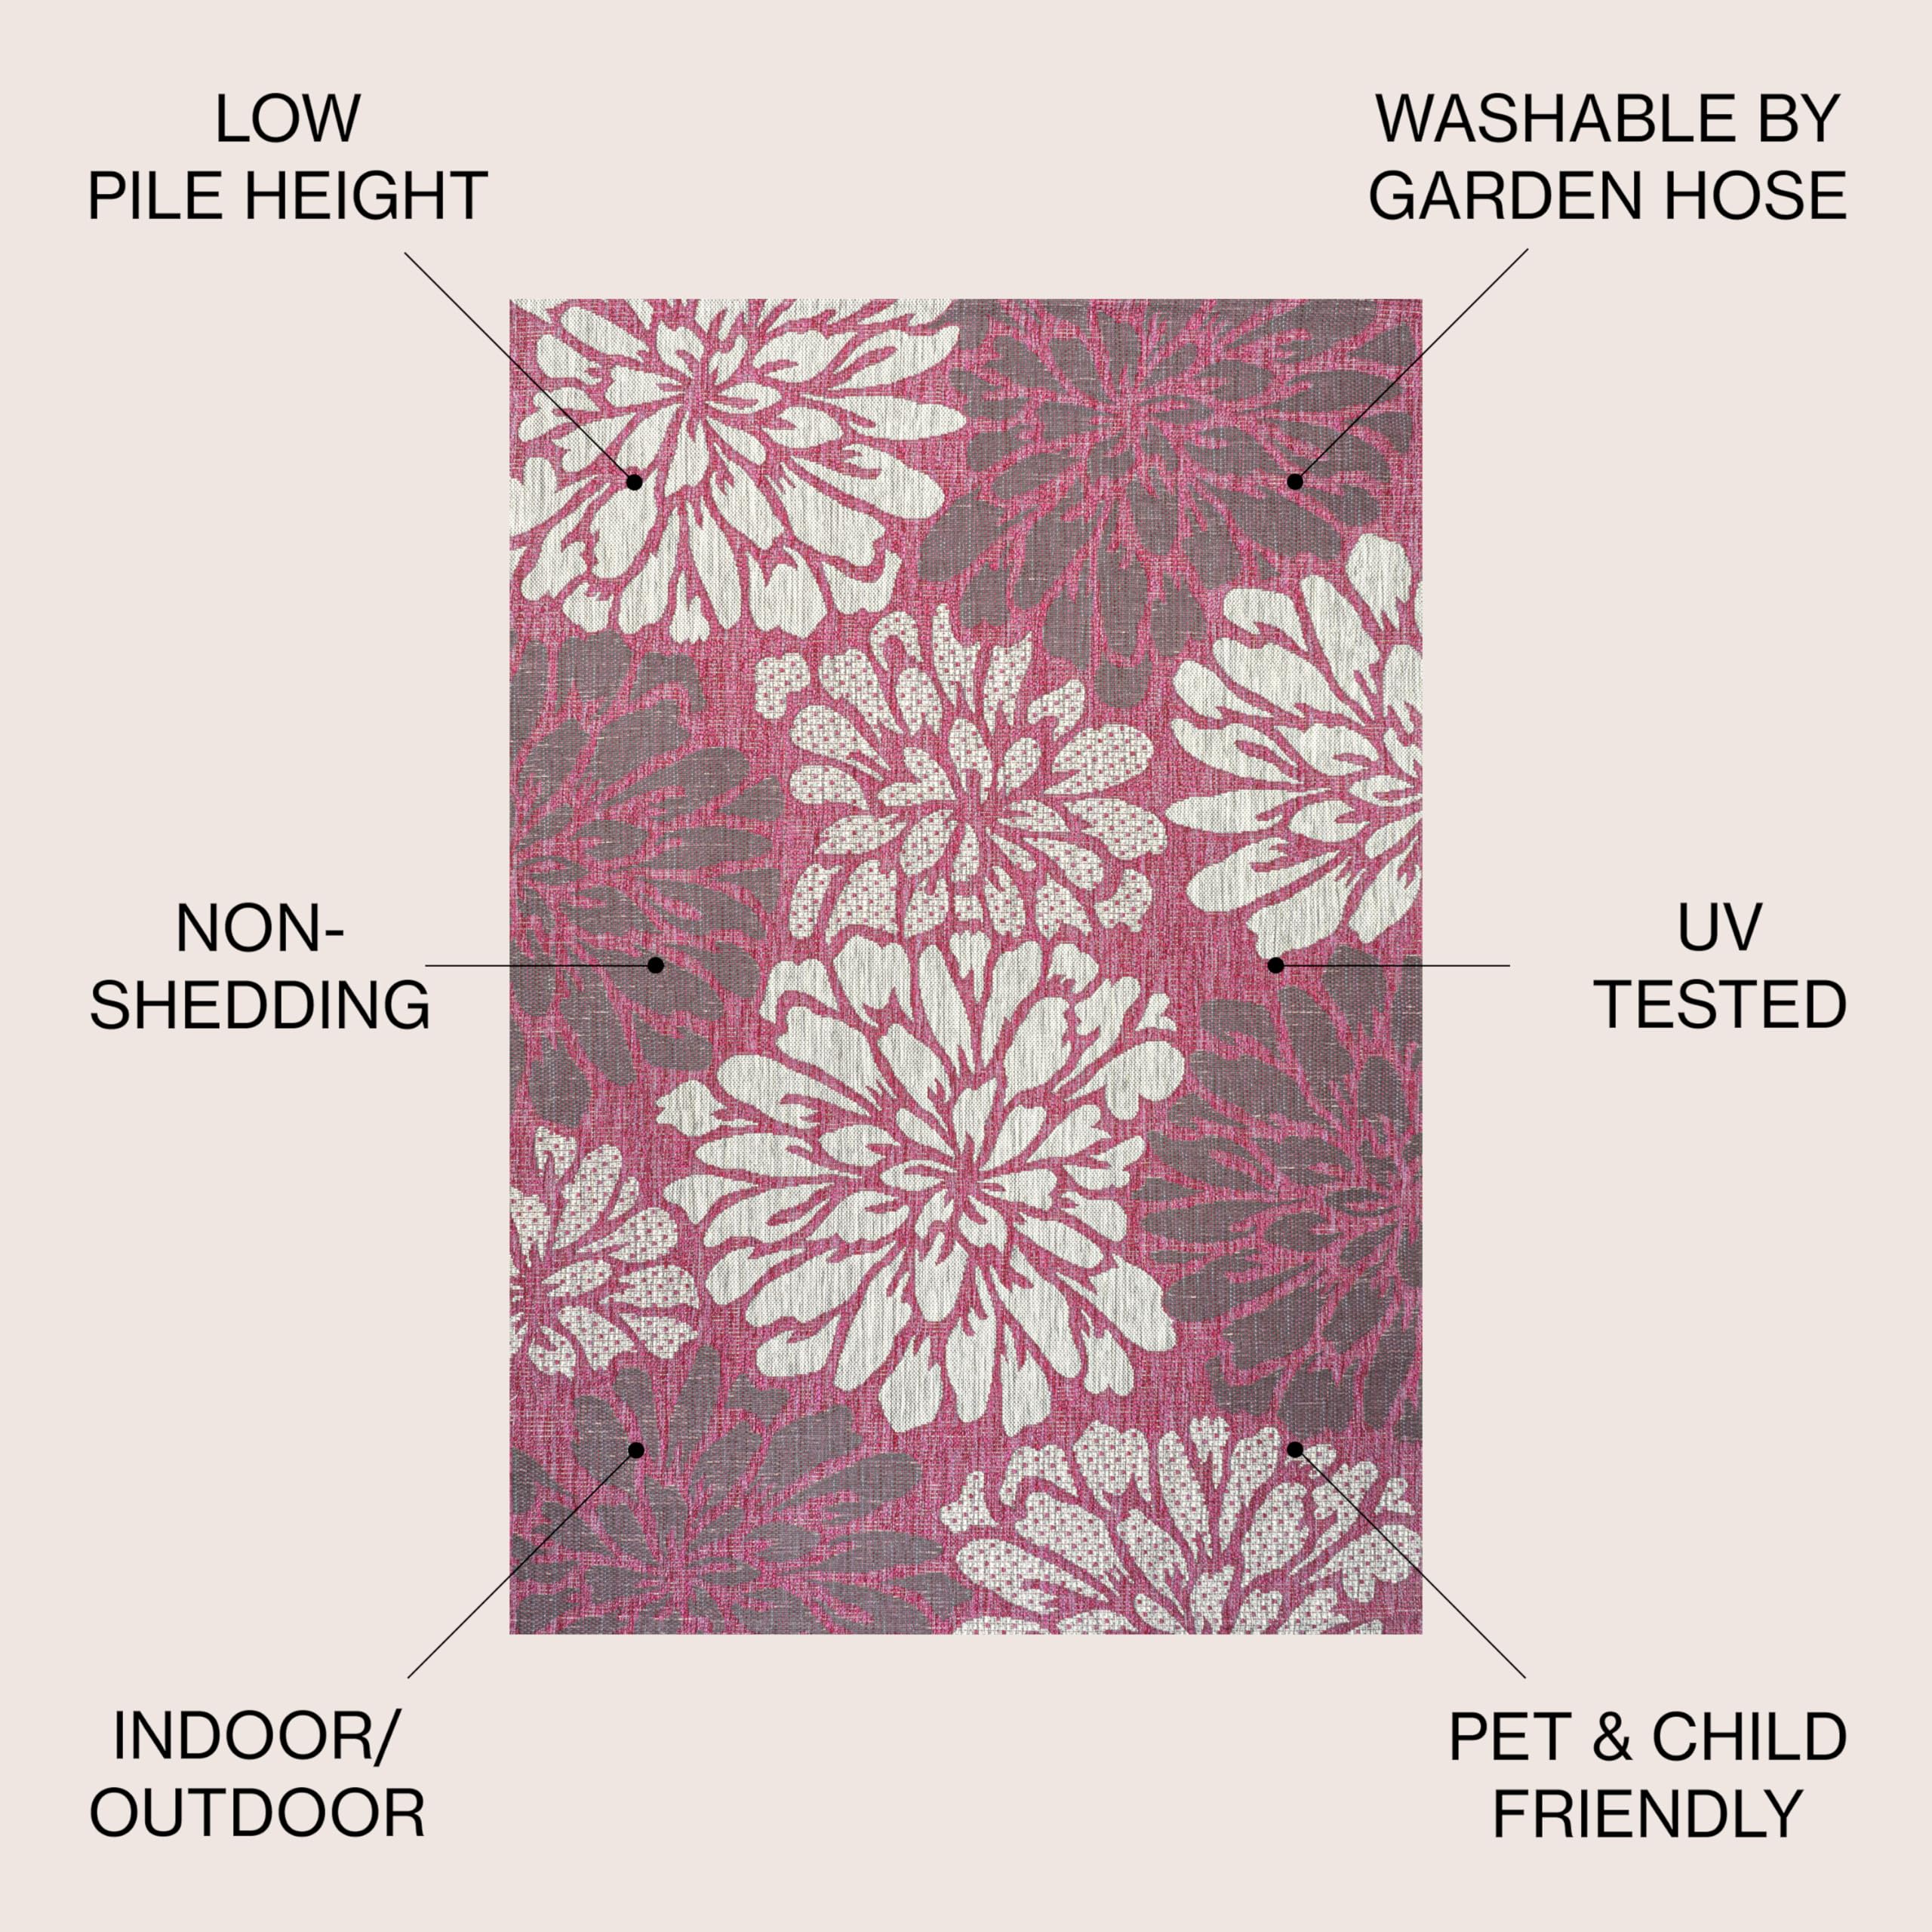 LOW
PILE HEIGHT
WASHABLE BY
GARDEN HOSE
NON-
SHEDDING
UV
TESTED
INDOOR/
OUTDOOR
PET & CHILD
FRIENDLY